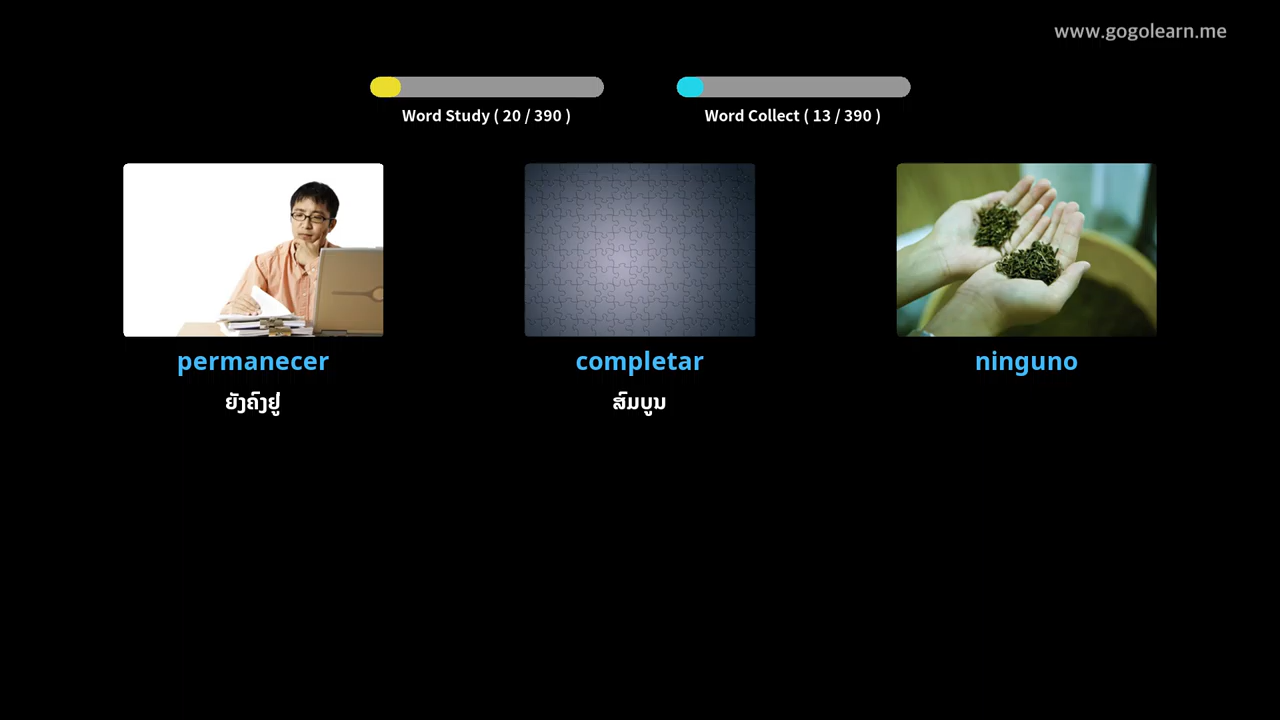 www.gogolearn.me
Word Study ( 20 / 390 )
Word Collect ( 13 / 390 )
permanecer
ຍັງຄົງຢູ່
completar
ສົມບູນ
ninguno